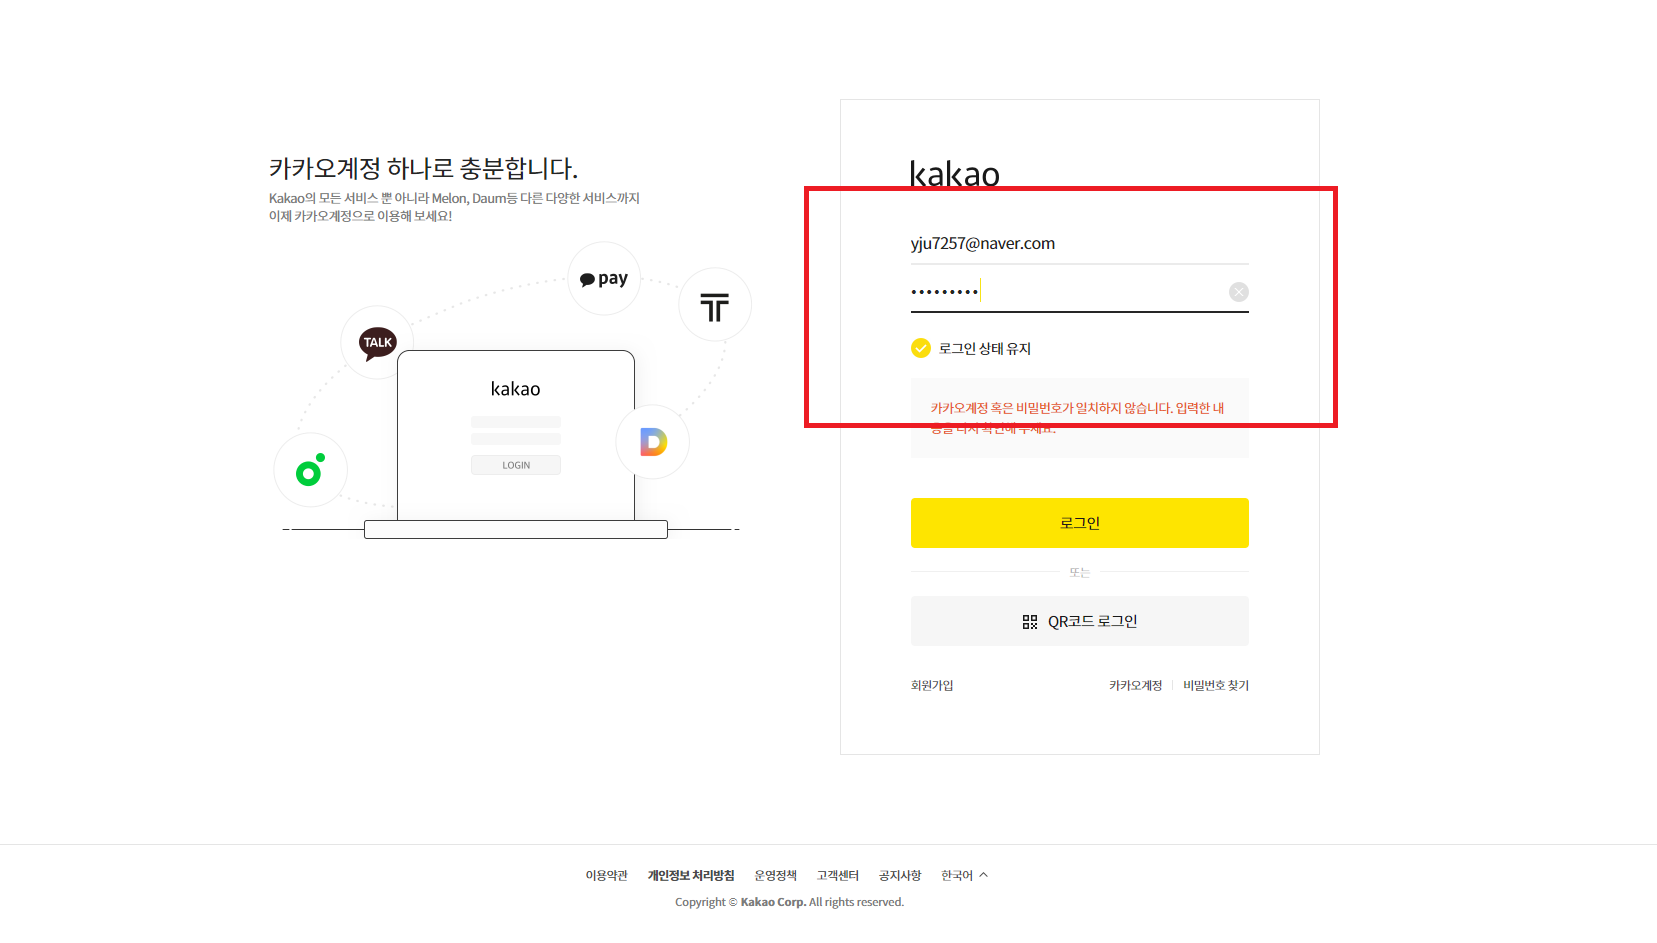 카카오계정 하나로 충분합니다.
Kakao의 모든 서비스 뿐 아니라 Melon, Daum등 다른 다양한 서비스까지
이제 카카오계정으로 이용해 보세요!
pay
TALK
kakao
LOGIN
kakao
yju7257@naver.com
로그인 상태 유지
카카오계정 혹은 비밀번호가 일치하지 않습니다. 입력한 내
용을 다시 확인해 주세요.
로그인
또는
QR코드 로그인
회원가입
카카오계정
비밀번호 찾기
이용약관 개인정보 처리방침 운영정책 고객센터 공지사항 한국어
Copyright © Kakao Corp. All rights reserved.